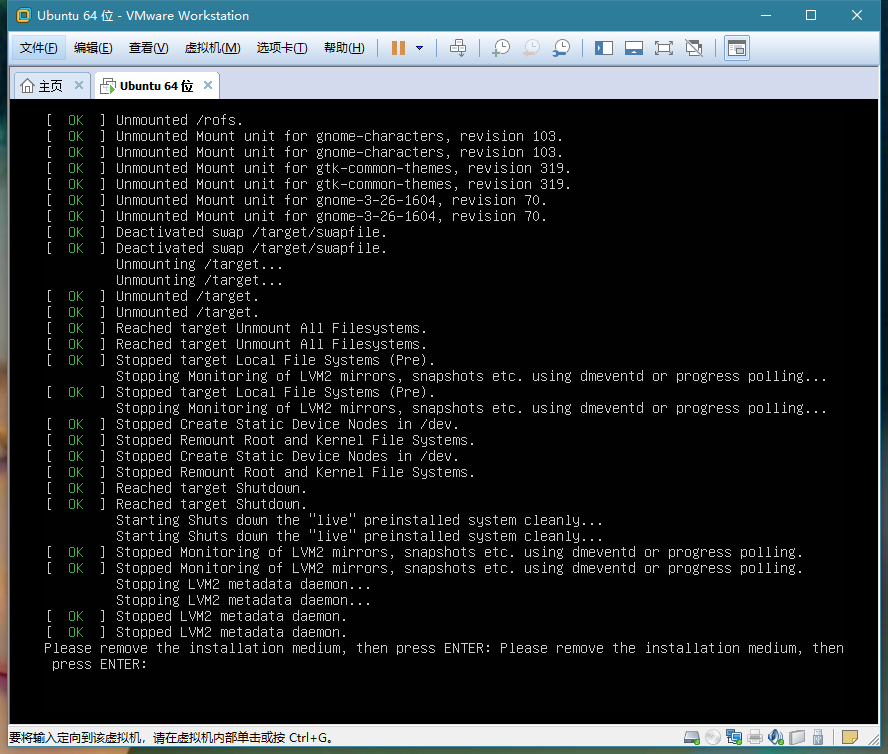 Ubuntu 64 位 - VMware Workstation
文件(F) 编辑(E) 查看(V) 虚拟机(M) 选项卡(T) 帮助(H)
主页 Ubuntu 64 位
[ OK ] Unmounted /rofs.
[ OK ] Unmounted Mount unit for gnome-characters, revision 103.
[ OK ] Unmounted Mount unit for gnome-characters, revision 103.
[ OK ] Unmounted Mount unit for gtk-common-themes, revision 319.
[ OK ] Unmounted Mount unit for gtk-common-themes, revision 319.
[ OK ] Unmounted Mount unit for gnome-3-26-1604, revision 70.
[ OK ] Unmounted Mount unit for gnome-3-26-1604, revision 70.
[ OK ] Deactivated swap /target/swapfile.
[ OK ] Deactivated swap /target/swapfile.
Unmounting /target...
Unmounting /target...
[ OK ] Unmounted /target.
[ OK ] Unmounted /target.
[ OK ] Reached target Unmount All Filesystems.
[ OK ] Reached target Unmount All Filesystems.
[ OK ] Stopped target Local File Systems (Pre).
Stopping Monitoring of LVM2 mirrors, snapshots etc. using dmeventd or progress polling...
[ OK ] Stopped target Local File Systems (Pre).
Stopping Monitoring of LVM2 mirrors, snapshots etc. using dmeventd or progress polling...
[ OK ] Stopped Create Static Device Nodes in /dev.
[ OK ] Stopped Remount Root and Kernel File Systems.
[ OK ] Stopped Create Static Device Nodes in /dev.
[ OK ] Stopped Remount Root and Kernel File Systems.
[ OK ] Reached target Shutdown.
[ OK ] Reached target Shutdown.
Starting Shuts down the "live" preinstalled system cleanly...
Starting Shuts down the "live" preinstalled system cleanly...
[ OK ] Stopped Monitoring of LVM2 mirrors, snapshots etc. using dmeventd or progress polling.
[ OK ] Stopped Monitoring of LVM2 mirrors, snapshots etc. using dmeventd or progress polling.
Stopping LVM2 metadata daemon...
Stopping LVM2 metadata daemon...
[ OK ] Stopped LVM2 metadata daemon.
[ OK ] Stopped LVM2 metadata daemon.
Please remove the installation medium, then press ENTER: Please remove the installation medium, then
press ENTER:
要将输入定向到该虚拟机，请在虚拟机内部单击或按 Ctrl+G。